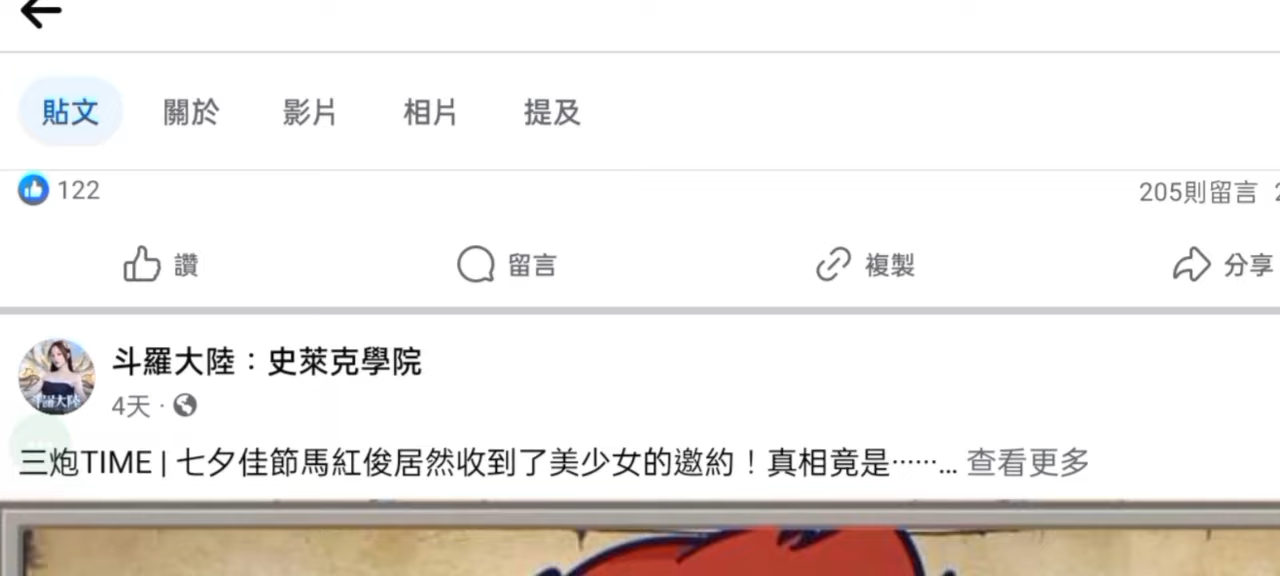 貼文 關於 影片 相片 提及
122 205則留言
讚 留言 複製 分享
斗羅大陸：史萊克學院
4天 ·
三炮TIME | 七夕佳節馬紅俊居然收到了美少女的邀約！真相竟是⋯⋯... 查看更多